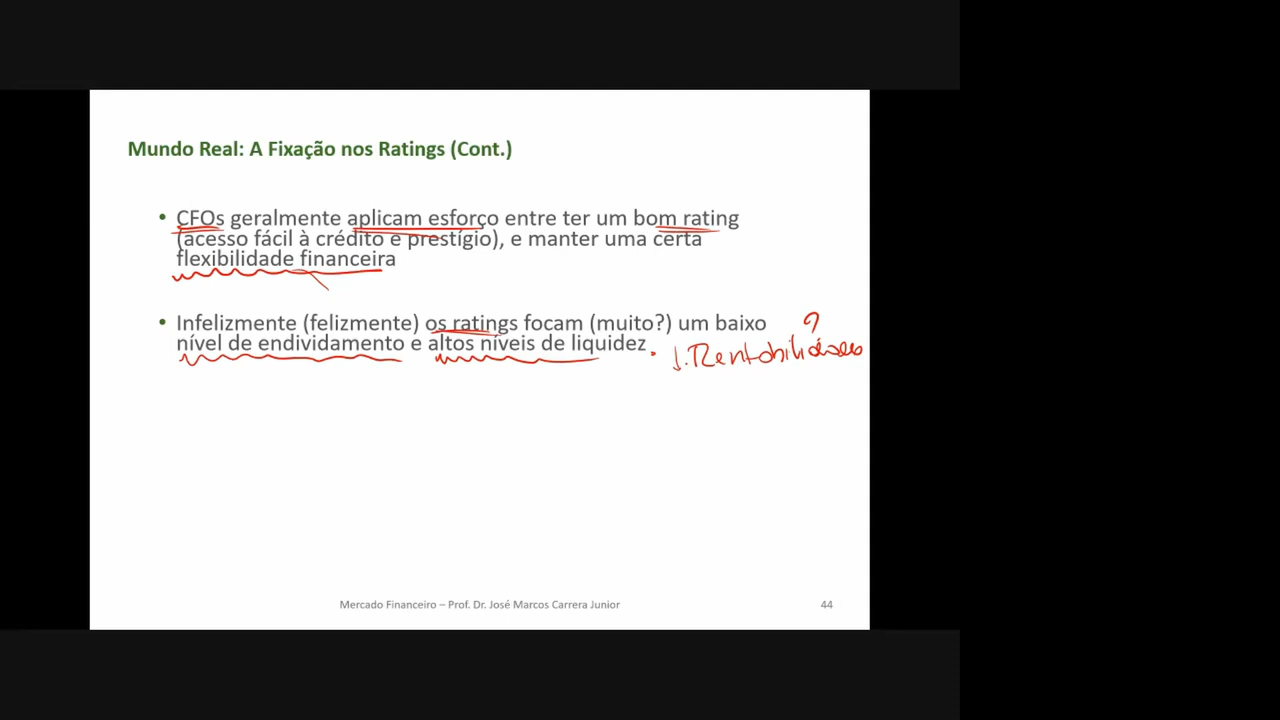 Mundo Real: A Fixação nos Ratings (Cont.)
• CFOs geralmente aplicam esforço entre ter um bom rating
(acesso fácil à crédito e prestígio), e manter uma certa
flexibilidade financeira
• Infelizmente (felizmente) os ratings focam (muito?) um baixo
nível de endividamento e altos níveis de liquidez.
↓. Rentabilidade ?
Mercado Financeiro – Prof. Dr. José Marcos Carrera Junior
44